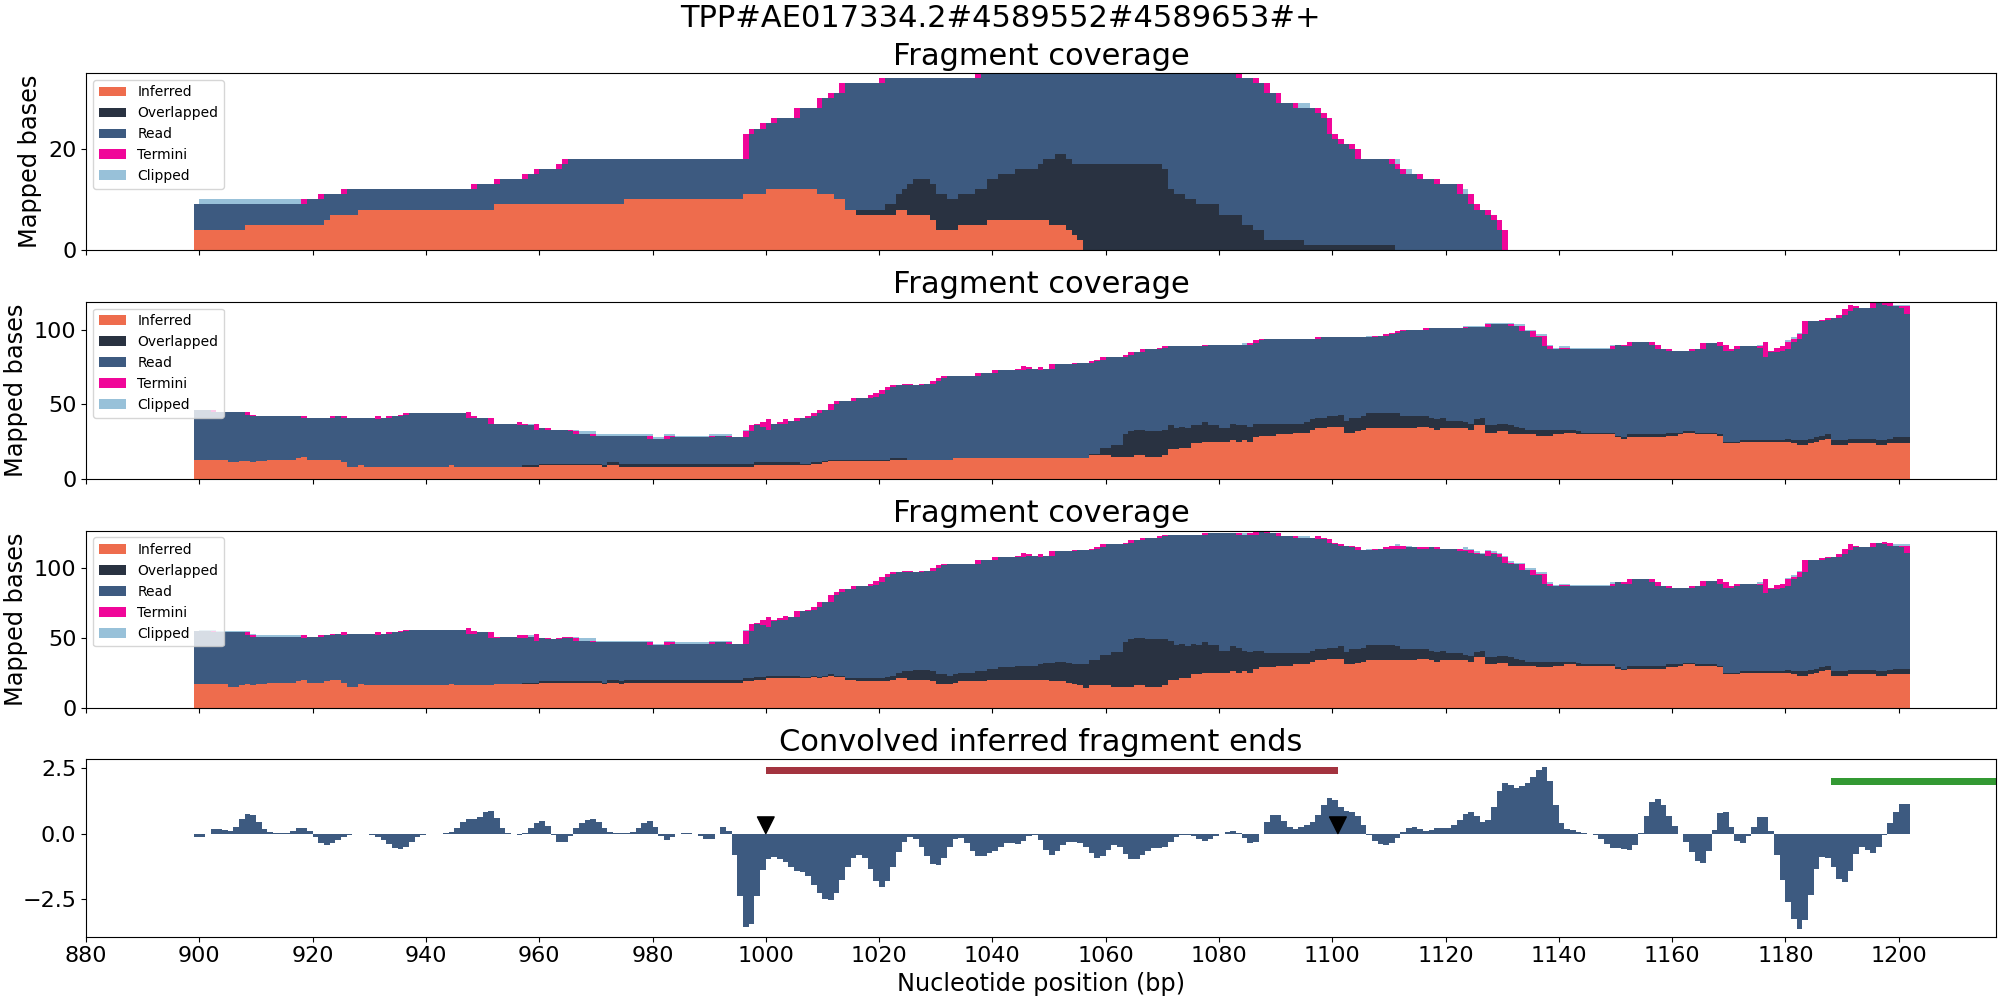 TPP#AE017334.2#4589552#4589653#+
Fragment coverage
Mapped bases
20
0
Inferred
Overlapped
Read
Termini
Clipped
Fragment coverage
Mapped bases
100
50
0
Inferred
Overlapped
Read
Termini
Clipped
Fragment coverage
Mapped bases
100
50
0
Inferred
Overlapped
Read
Termini
Clipped
Convolved inferred fragment ends
2.5
0.0
−2.5
880 900 920 940 960 980 1000 1020 1040 1060 1080 1100 1120 1140 1160 1180 1200
Nucleotide position (bp)